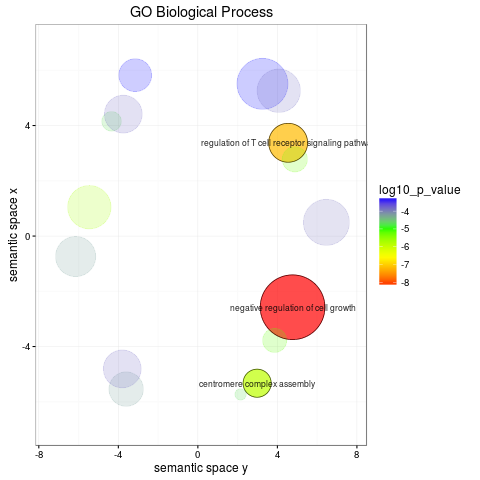 GO Biological Process
regulation of T cell receptor signaling pathw
log10_p_value
-4
-5
-6
-7
-8
negative regulation of cell growth
centromere complex assembly
4
0
-4
semantic space x
-8
-4
0
4
8
semantic space y